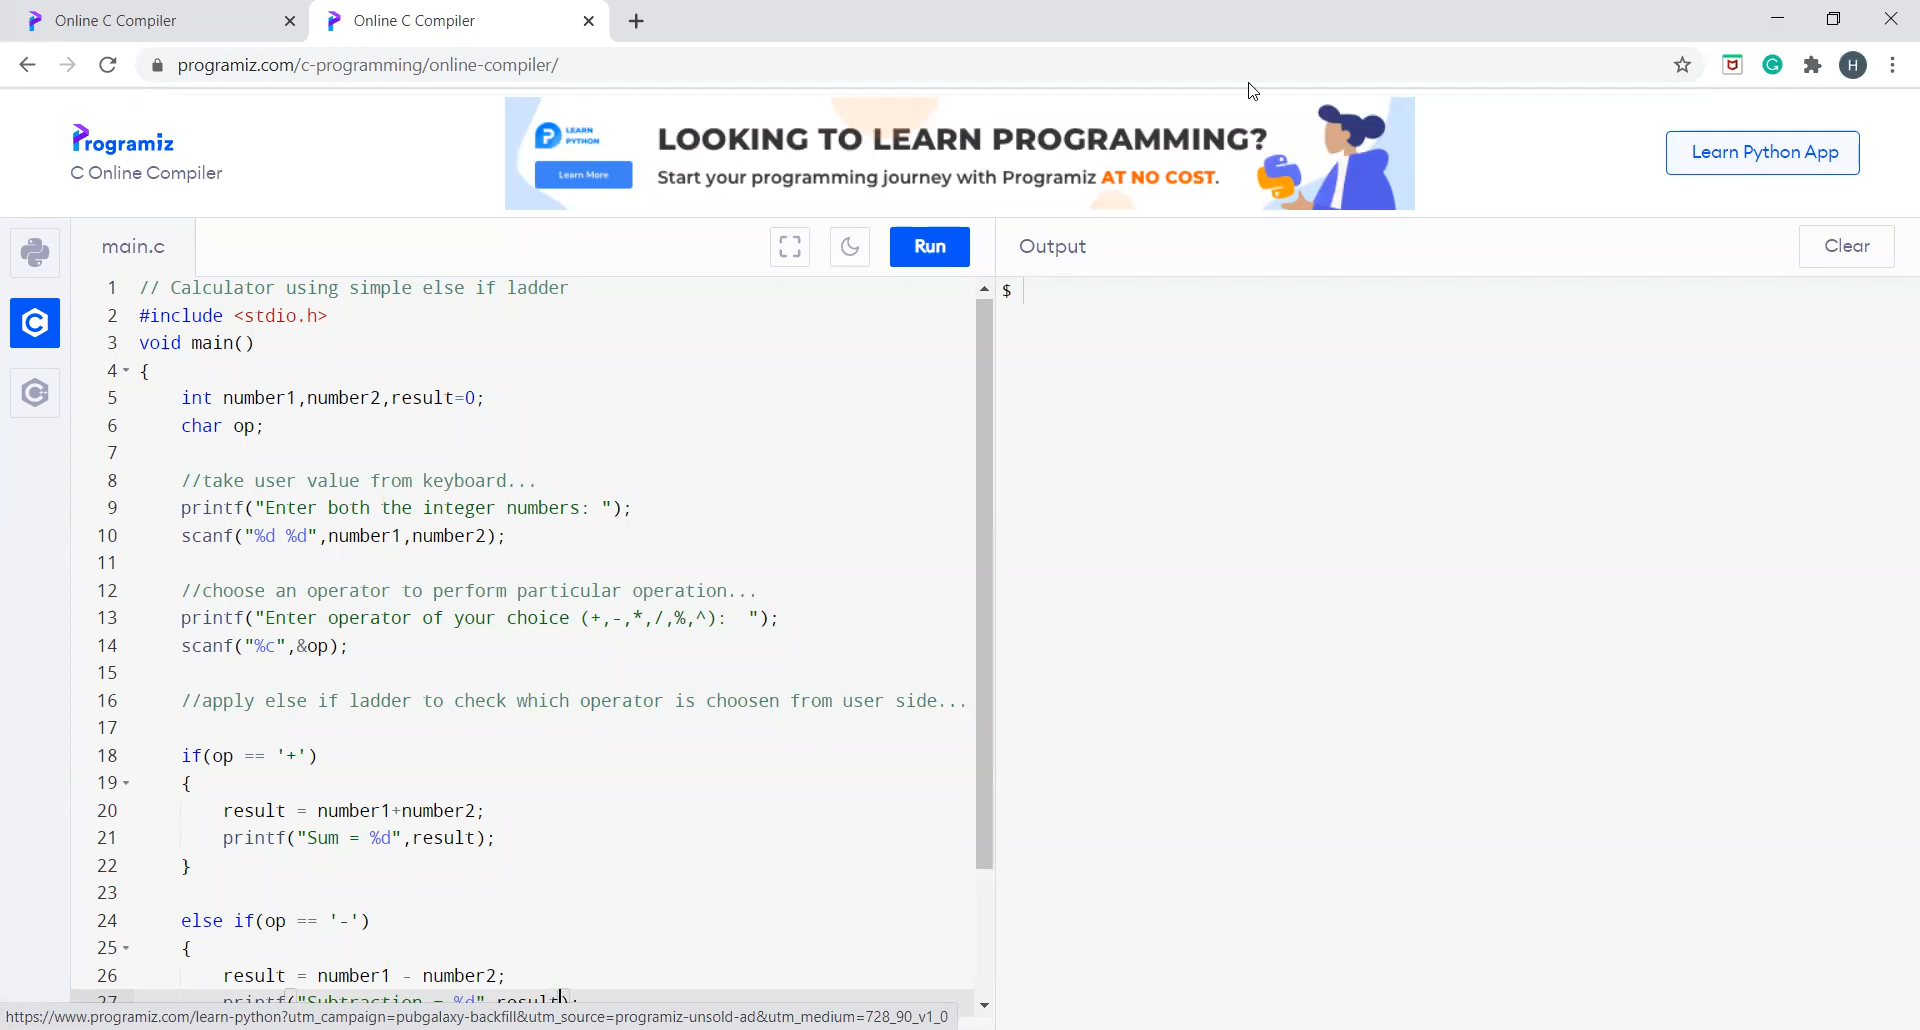 Online C Compiler
Online C Compiler
programiz.com/c-programming/online-compiler/
H
Programiz
C Online Compiler
LEARN
PYTHON
Learn More
LOOKING TO LEARN PROGRAMMING?
Start your programming journey with Programiz AT NO COST.
Learn Python App
main.c
Run
Output
Clear
1 // Calculator using simple else if ladder
2 #include <stdio.h>
3 void main()
4 {
5 int number1,number2,result=0;
6 char op;
7
8 //take user value from keyboard...
9 printf("Enter both the integer numbers: ");
10 scanf("%d %d",number1,number2);
11
12 //choose an operator to perform particular operation...
13 printf("Enter operator of your choice (+,-,*,/,%,^):  ");
14 scanf("%c",&op);
15
16 //apply else if ladder to check which operator is choosen from user side...
17
18 if(op == '+')
19 {
20 result = number1+number2;
21 printf("Sum = %d",result);
22 }
23
24 else if(op == '-')
25 {
26 result = number1 - number2;
27 printf("Subtraction = %d",result);
$
https://www.programiz.com/learn-python?utm_campaign=pubgalaxy-backfill&utm_source=programiz-unsold-ad&utm_medium=728_90_v1_0